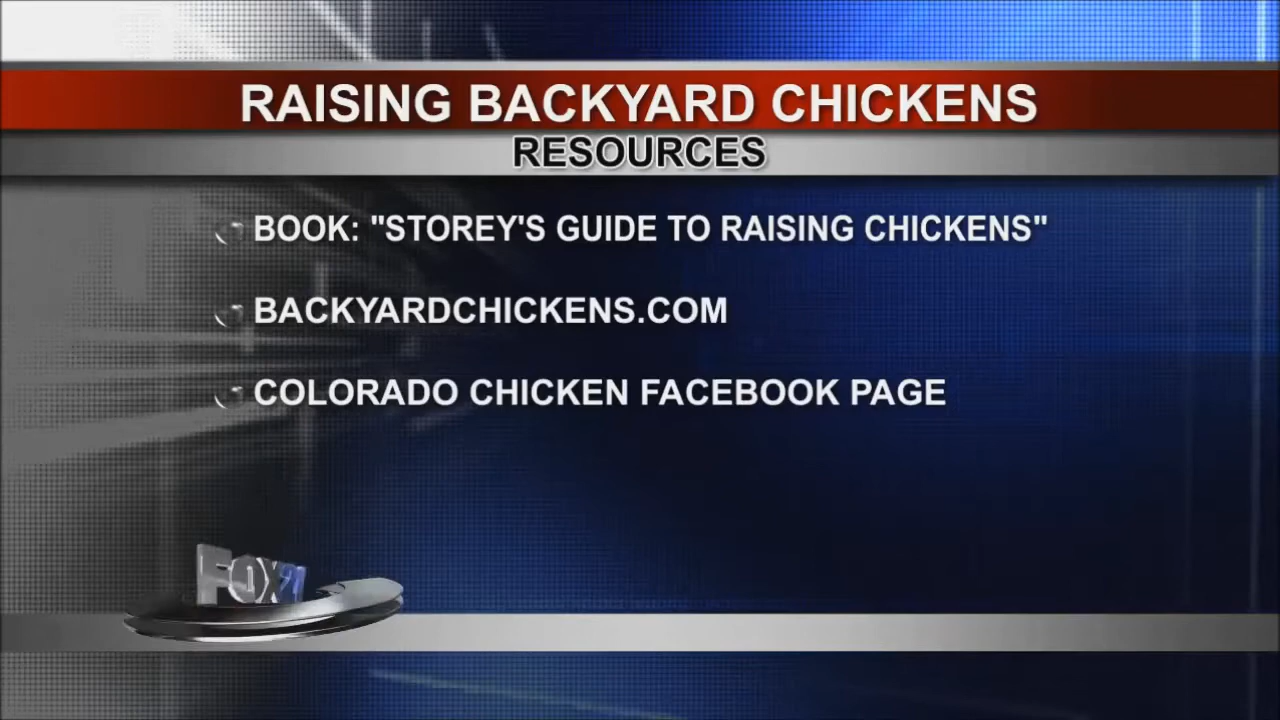 RAISING BACKYARD CHICKENS
RESOURCES
BOOK: "STOREY'S GUIDE TO RAISING CHICKENS"
BACKYARDCHICKENS.COM
COLORADO CHICKEN FACEBOOK PAGE
FOX21